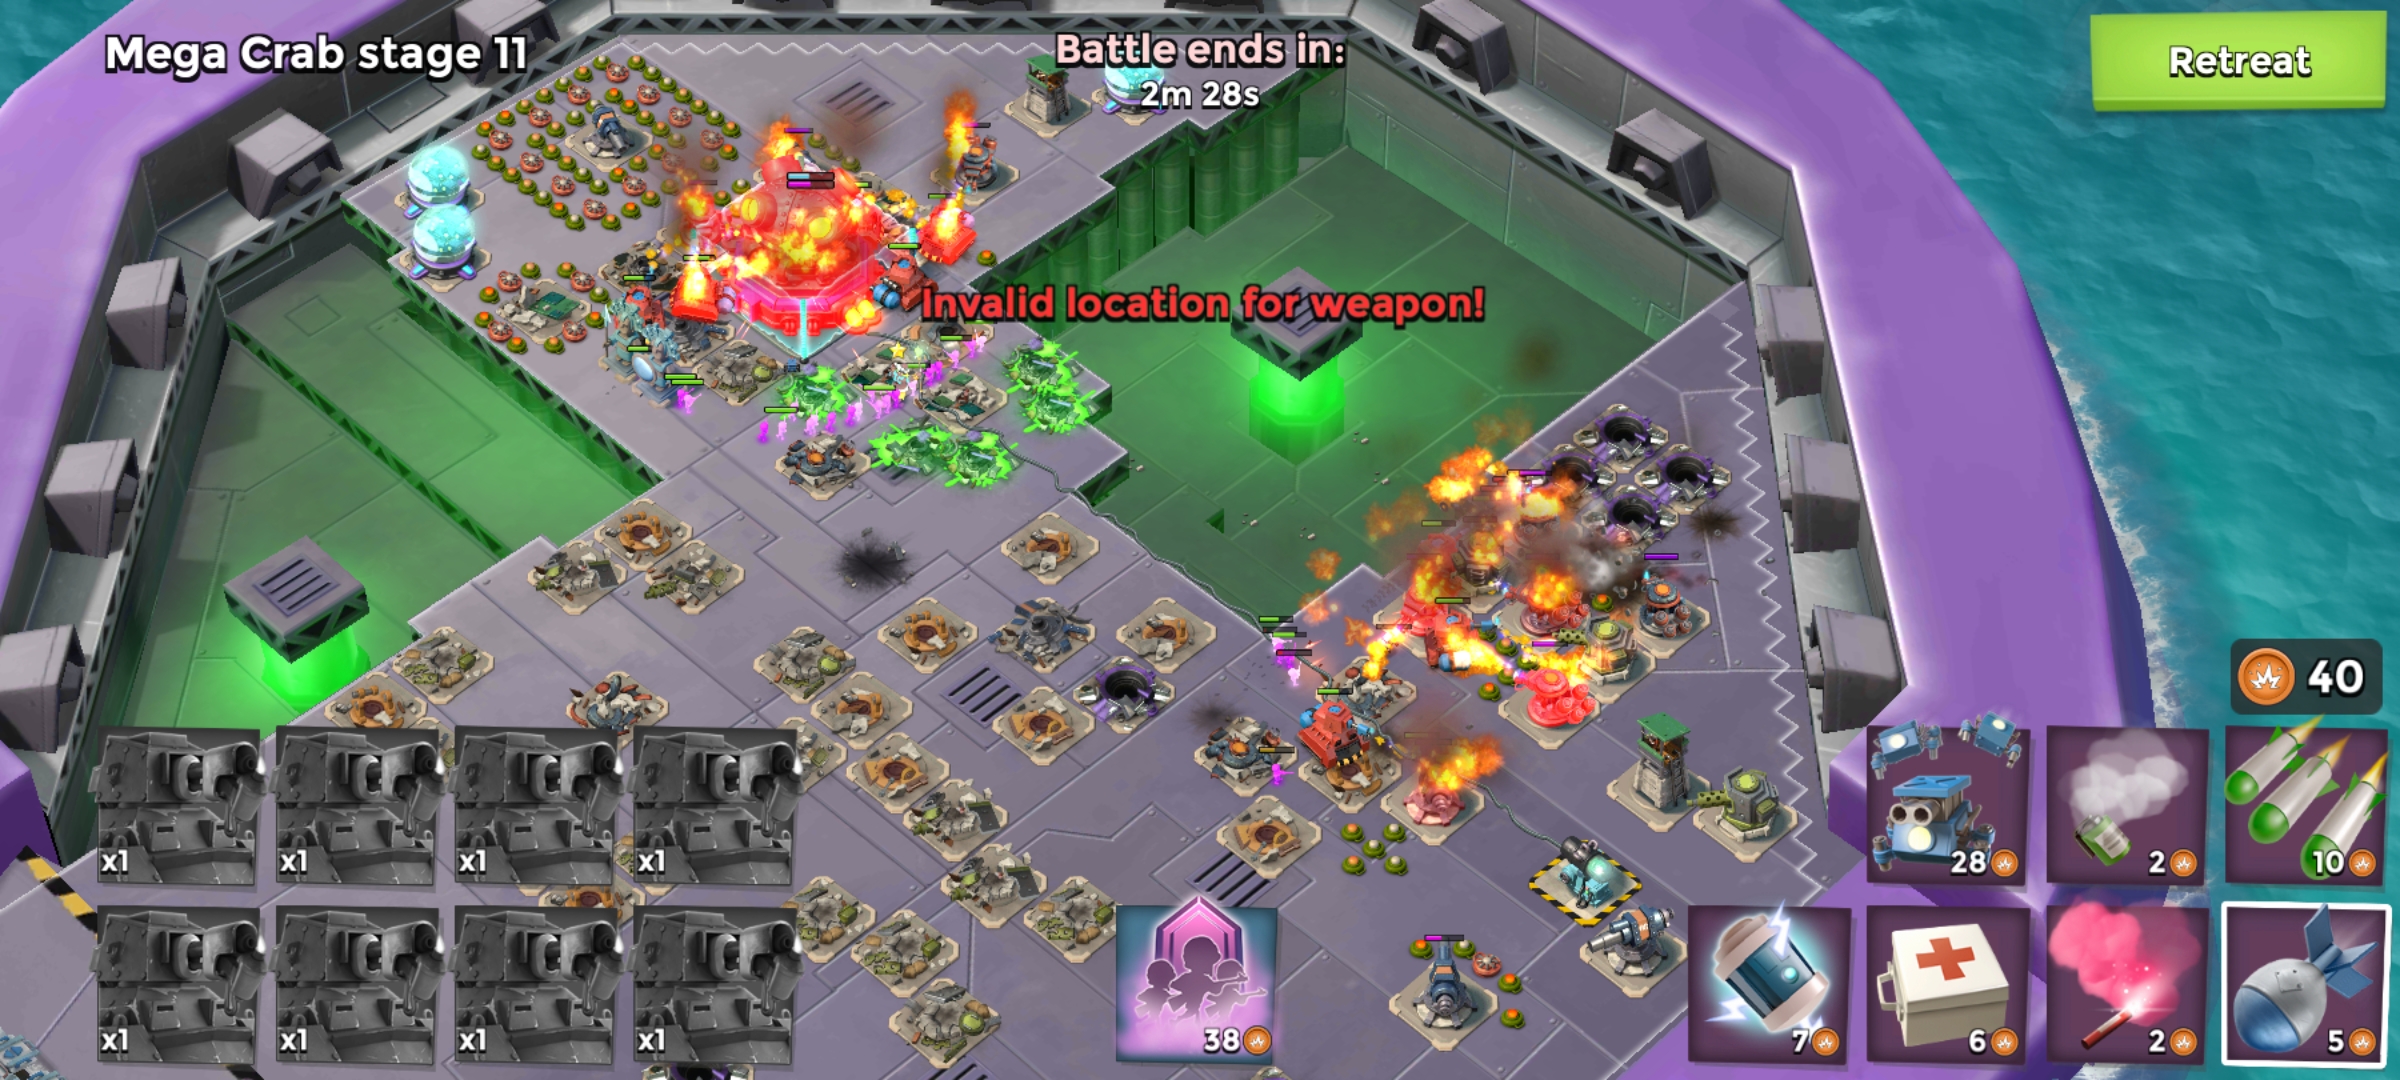 Mega Crab stage 11
Battle ends in:
2m 28s
Retreat
Invalid location for weapon!
40
x1
x1
x1
x1
28
2
10
x1
x1
x1
x1
38
7
6
2
5